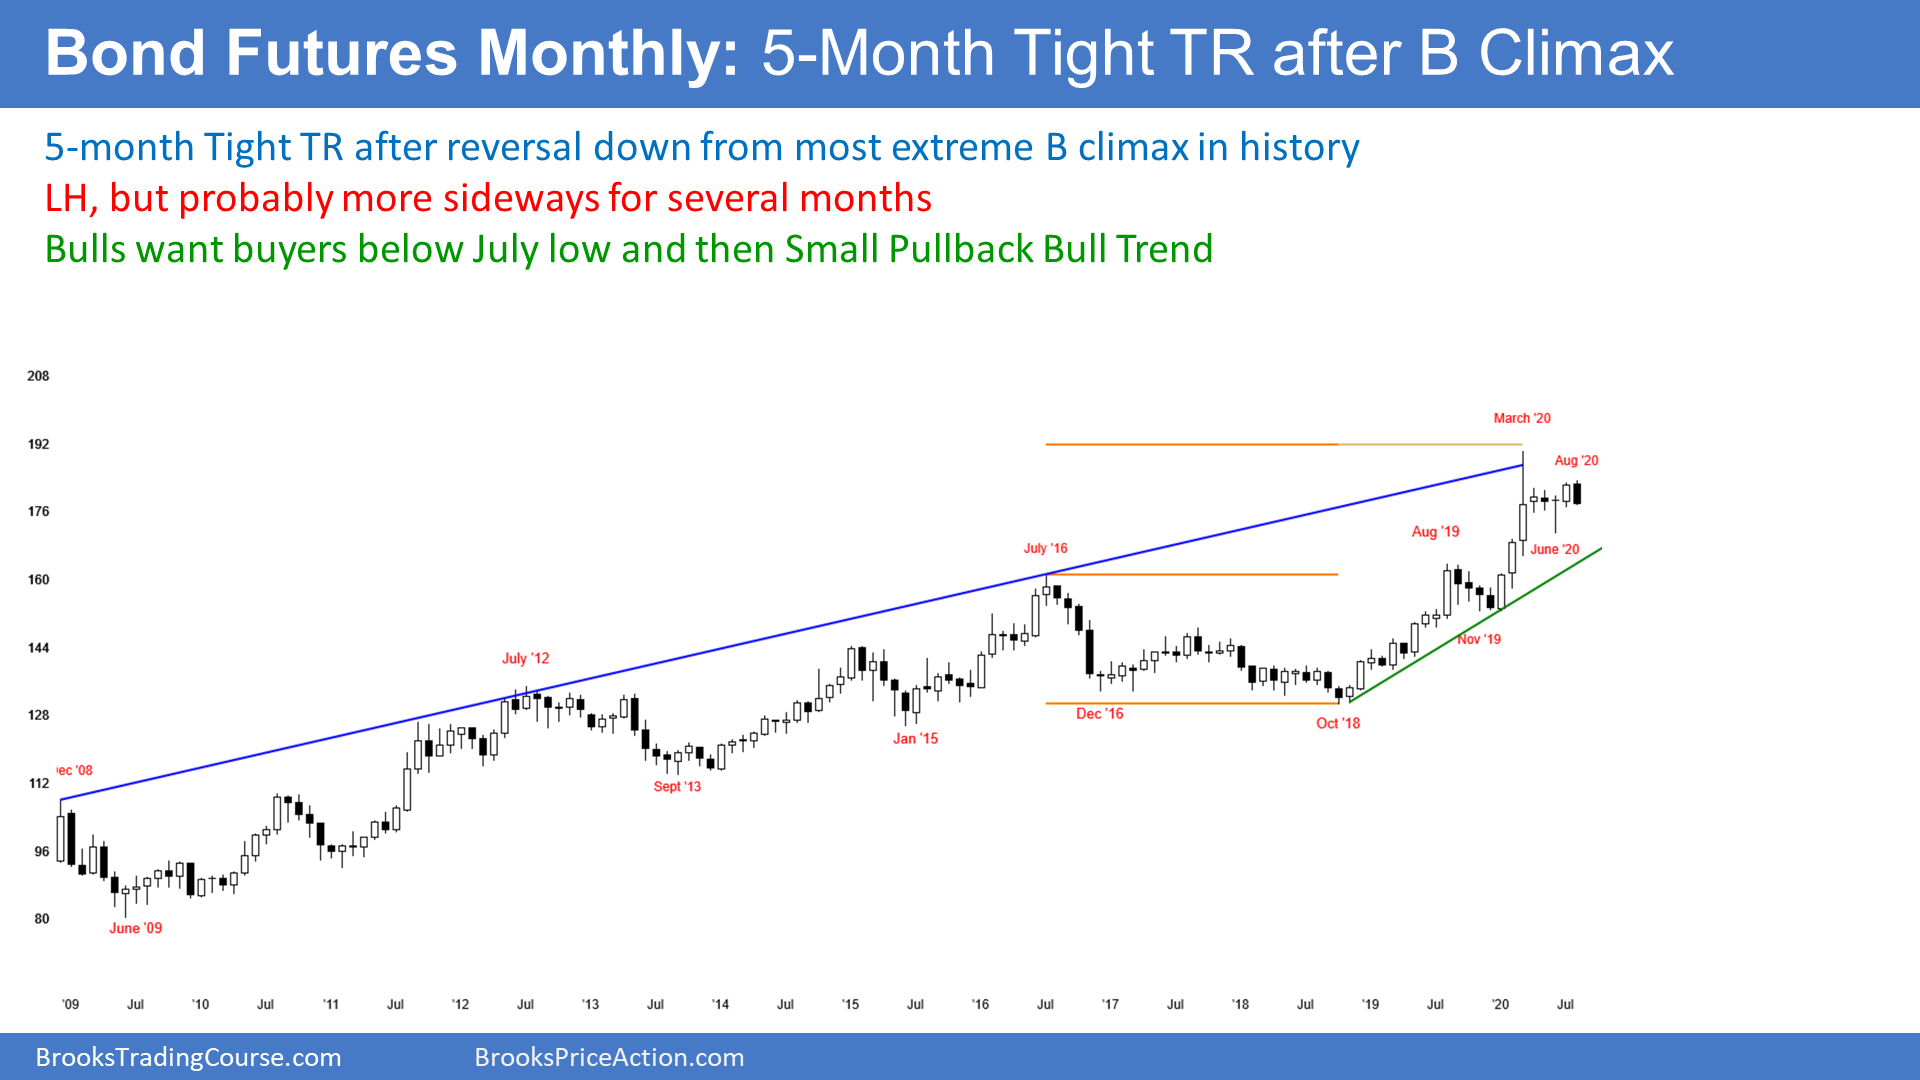 Bond Futures Monthly: 5-Month Tight TR after B Climax
5-month Tight TR after reversal down from most extreme B climax in history
LH, but probably more sideways for several months
Bulls want buyers below July low and then Small Pullback Bull Trend
208
March '20
192
Aug '20
176
Aug '19
July '16
June '20
160
144
Nov '19
July '12
128
Dec '16
Oct '18
Jan '15
ec '08
112
Sept '13
96
80
June '09
'09 Jul '10 Jul '11 Jul '12 Jul '13 Jul '14 Jul '15 Jul '16 Jul '17 Jul '18 Jul '19 Jul '20 Jul
BrooksTradingCourse.com BrooksPriceAction.com